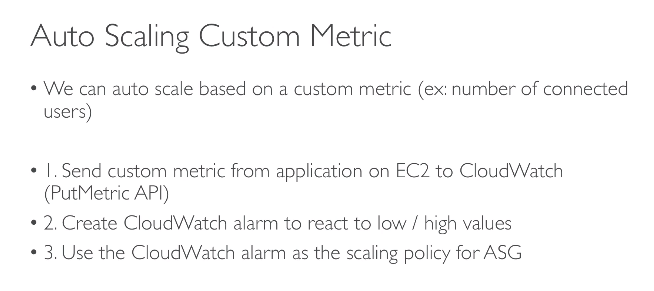 Auto Scaling Custom Metric
• We can auto scale based on a custom metric (ex: number of connected
users)
• 1. Send custom metric from application on EC2 to CloudWatch
(PutMetric API)
• 2. Create CloudWatch alarm to react to low / high values
• 3. Use the CloudWatch alarm as the scaling policy for ASG